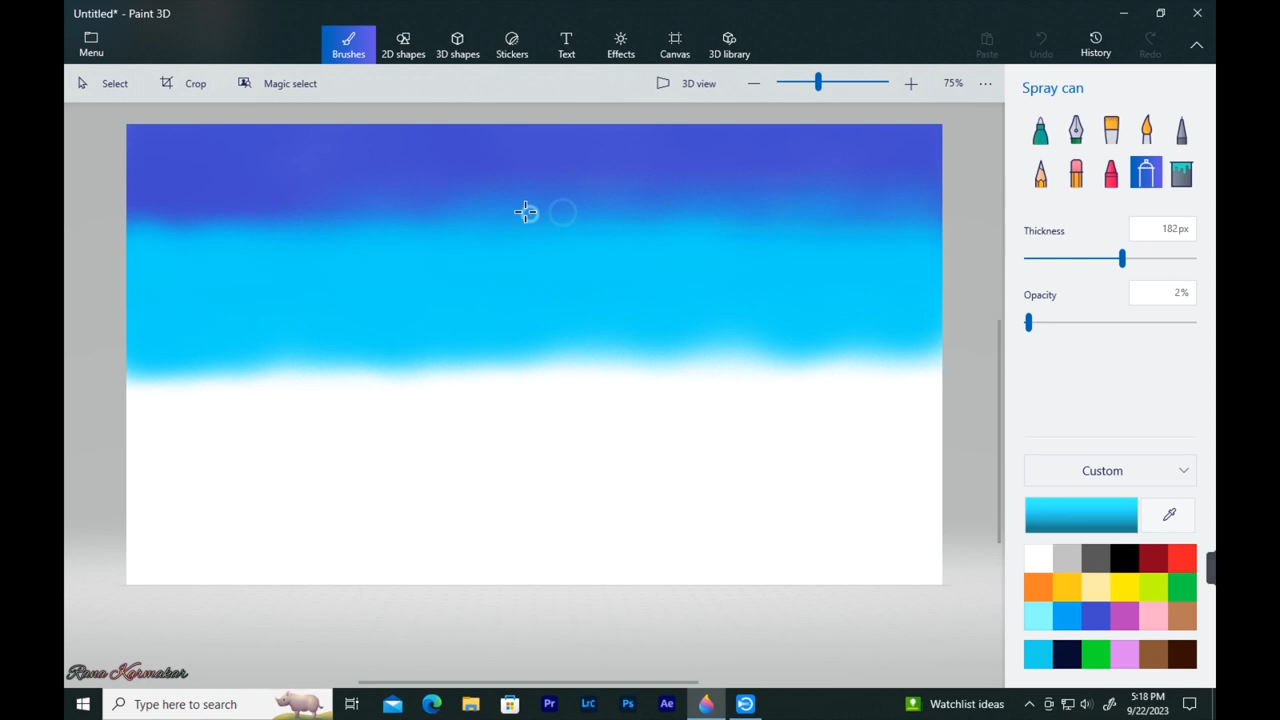 Untitled* - Paint 3D
Menu
Brushes
2D shapes
3D shapes
Stickers
Text
Effects
Canvas
3D library
Paste
Undo
History
Redo
Select
Crop
Magic select
3D view
75%
Spray can
Thickness
182px
Opacity
2%
Custom
Rana Karmakar
Type here to search
Pr
Lrc
Ps
Ae
Watchlist ideas
5:18 PM
9/22/2023